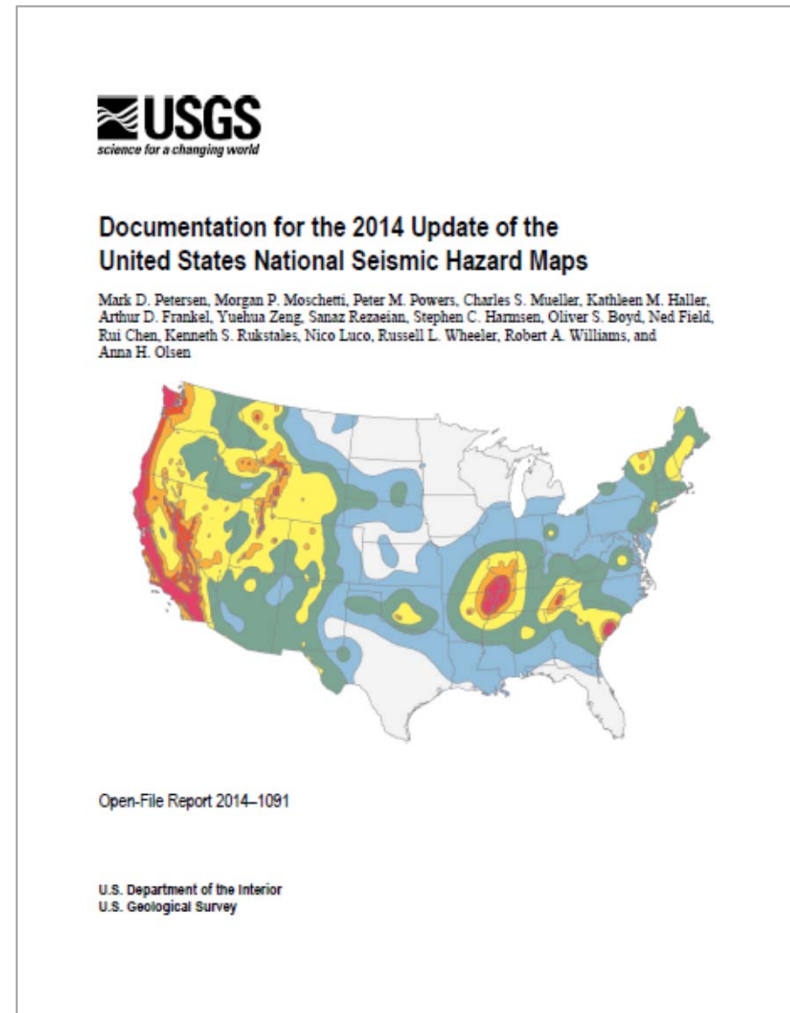 USGS
science for a changing world
Documentation for the 2014 Update of the
United States National Seismic Hazard Maps
Mark D. Petersen, Morgan P. Moschetti, Peter M. Powers, Charles S. Mueller, Kathleen M. Haller,
Arthur D. Frankel, Yuehua Zeng, Sanaz Rezaeian, Stephen C. Harmsen, Oliver S. Boyd, Ned Field,
Rui Chen, Kenneth S. Rukstales, Nico Luco, Russell L. Wheeler, Robert A. Williams, and
Anna H. Olsen
Open-File Report 2014–1091
U.S. Department of the Interior
U.S. Geological Survey